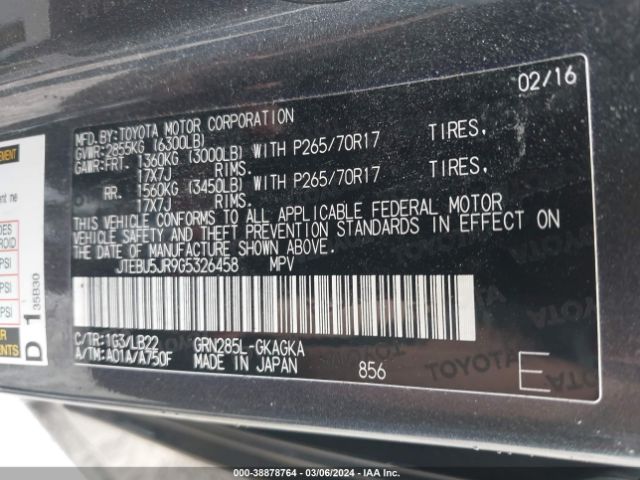 02/16
MFD.BY:TOYOTA MOTOR CORPORATION
GVWR:2855KG (6300LB)
GAWR-FRT. 1360KG (3000LB) WITH P265/70R17 TIRES,
17X7J RIMS.
RR. 1560KG (3450LB) WITH P265/70R17 TIRES,
17X7J RIMS.
THIS VEHICLE CONFORMS TO ALL APPLICABLE FEDERAL MOTOR
VEHICLE SAFETY AND THEFT PREVENTION STANDARDS IN EFFECT ON
THE DATE OF MANUFACTURE SHOWN ABOVE.
JTEBU5JR9G5326458 MPV
C/TR:1G3/LB22 GRN285L-GKAGKA
A/TM:A01A/A750F MADE IN JAPAN 856
E
D 1
35B30
PSI
PSI
000-38878764 - 03/06/2024 - IAA Inc.